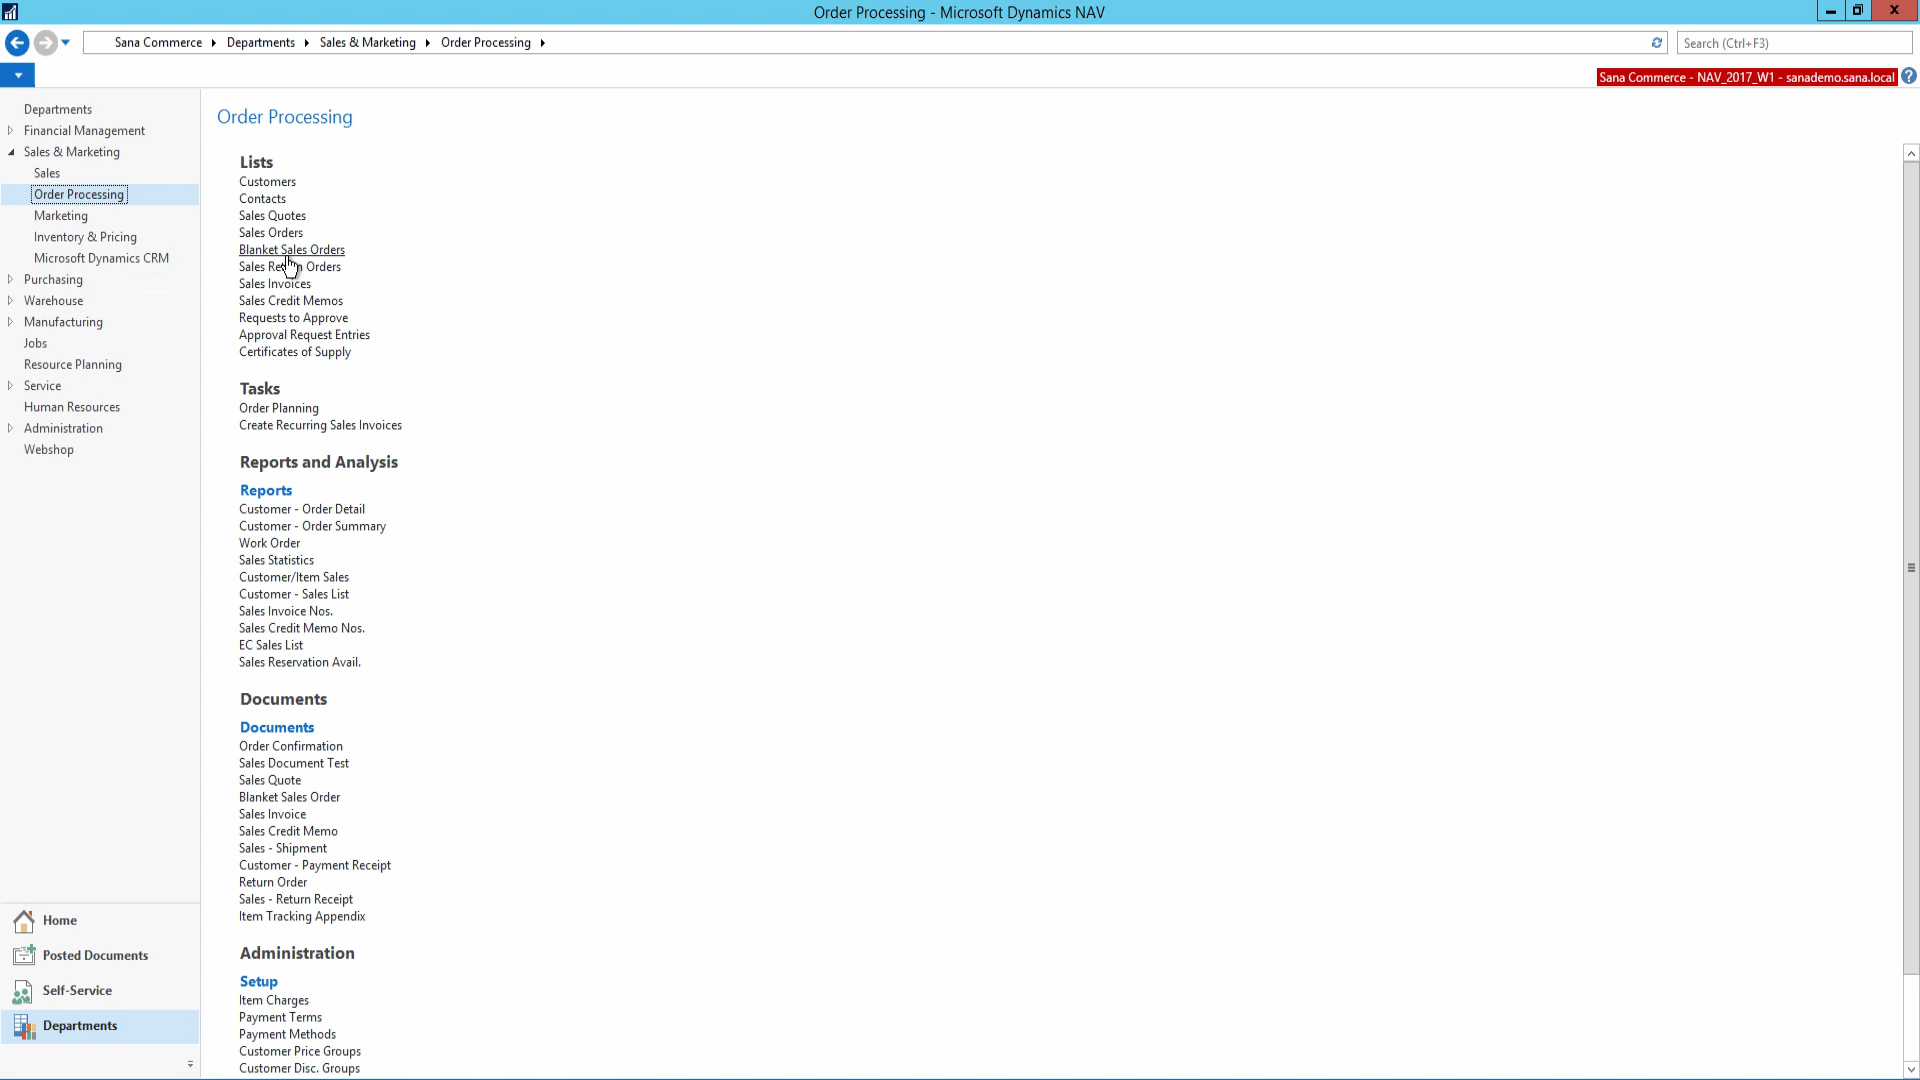 Order Processing - Microsoft Dynamics NAV
Sana Commerce Departments Sales & Marketing Order Processing
Search (Ctrl+F3)
Sana Commerce - NAV_2017_W1 - sanademo.sana.local
Departments
Financial Management
Sales & Marketing
Sales
Order Processing
Marketing
Inventory & Pricing
Microsoft Dynamics CRM
Purchasing
Warehouse
Manufacturing
Jobs
Resource Planning
Service
Human Resources
Administration
Webshop
Home
Posted Documents
Self-Service
Departments
Order Processing
Lists
Customers
Contacts
Sales Quotes
Sales Orders
Blanket Sales Orders
Sales Return Orders
Sales Invoices
Sales Credit Memos
Requests to Approve
Approval Request Entries
Certificates of Supply
Tasks
Order Planning
Create Recurring Sales Invoices
Reports and Analysis
Reports
Customer - Order Detail
Customer - Order Summary
Work Order
Sales Statistics
Customer/Item Sales
Customer - Sales List
Sales Invoice Nos.
Sales Credit Memo Nos.
EC Sales List
Sales Reservation Avail.
Documents
Documents
Order Confirmation
Sales Document Test
Sales Quote
Blanket Sales Order
Sales Invoice
Sales Credit Memo
Sales - Shipment
Customer - Payment Receipt
Return Order
Sales - Return Receipt
Item Tracking Appendix
Administration
Setup
Item Charges
Payment Terms
Payment Methods
Customer Price Groups
Customer Disc. Groups